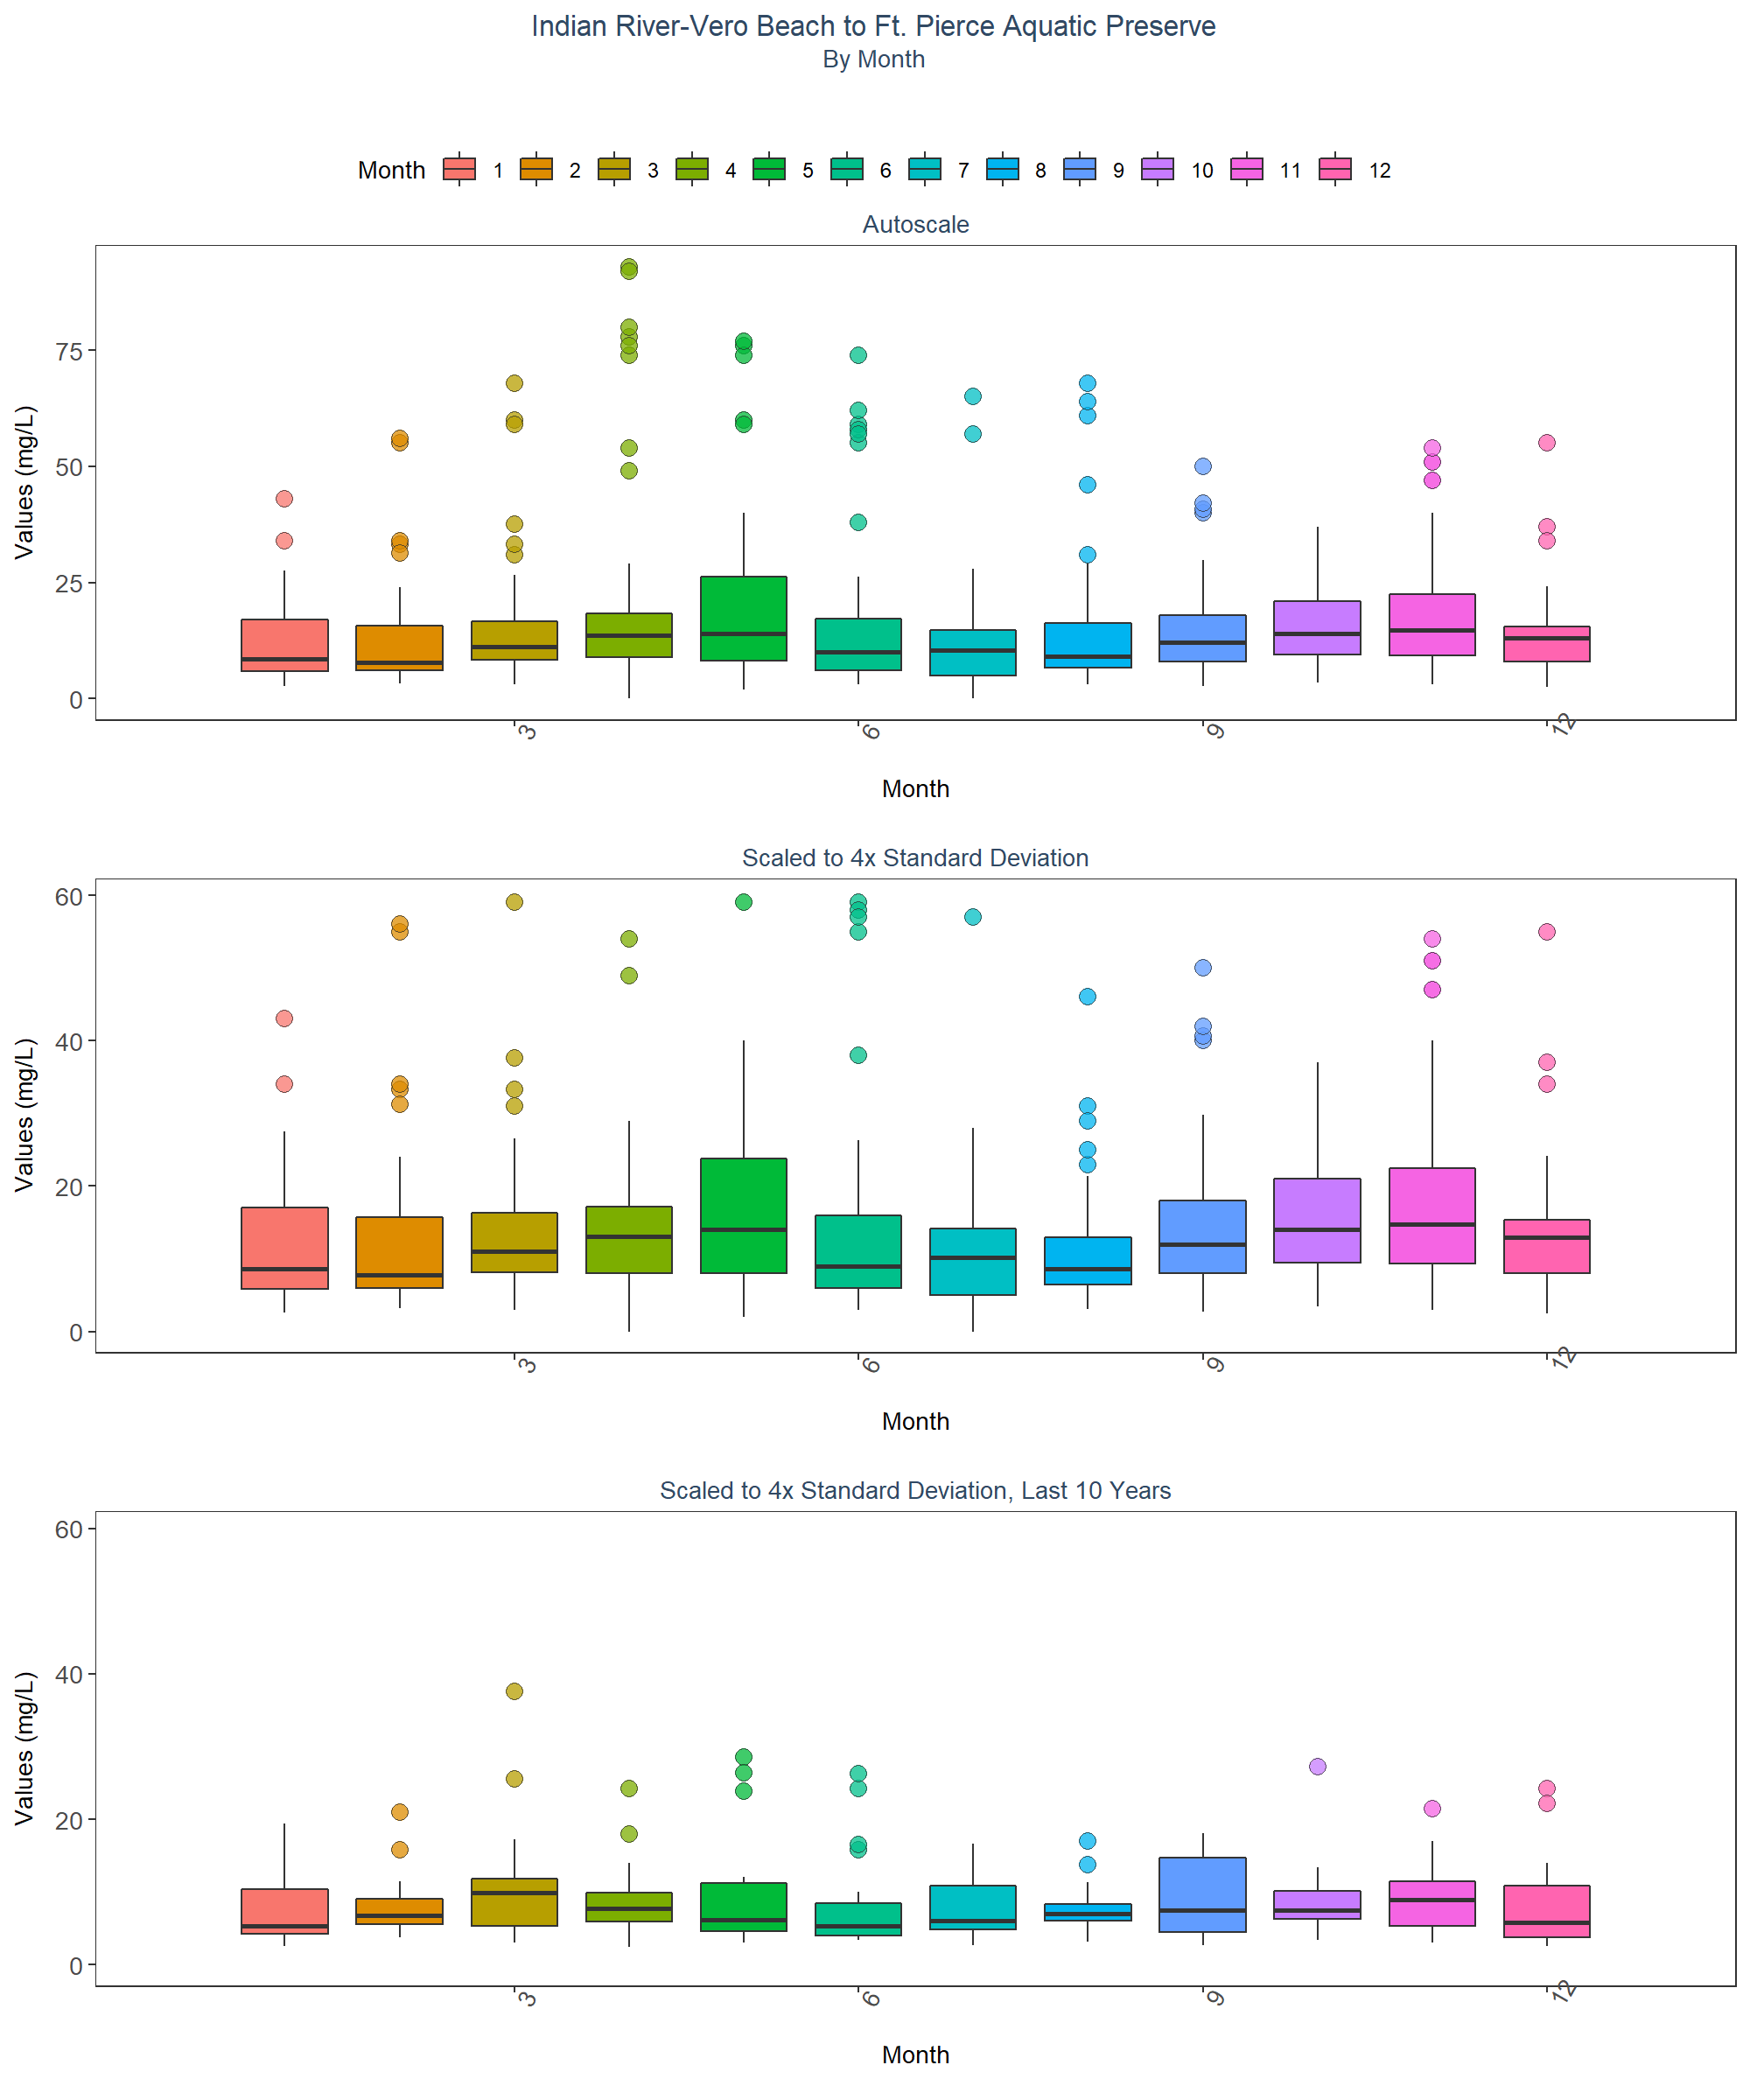 Indian River-Vero Beach to Ft. Pierce Aquatic Preserve
By Month
Month 1 2 3 4 5 6 7 8 9 10 11 12
Autoscale
Values (mg/L)
75
50
25
0
3 6 9 12
Month
Scaled to 4x Standard Deviation
Values (mg/L)
60
40
20
0
3 6 9 12
Month
Scaled to 4x Standard Deviation, Last 10 Years
Values (mg/L)
60
40
20
0
3 6 9 12
Month